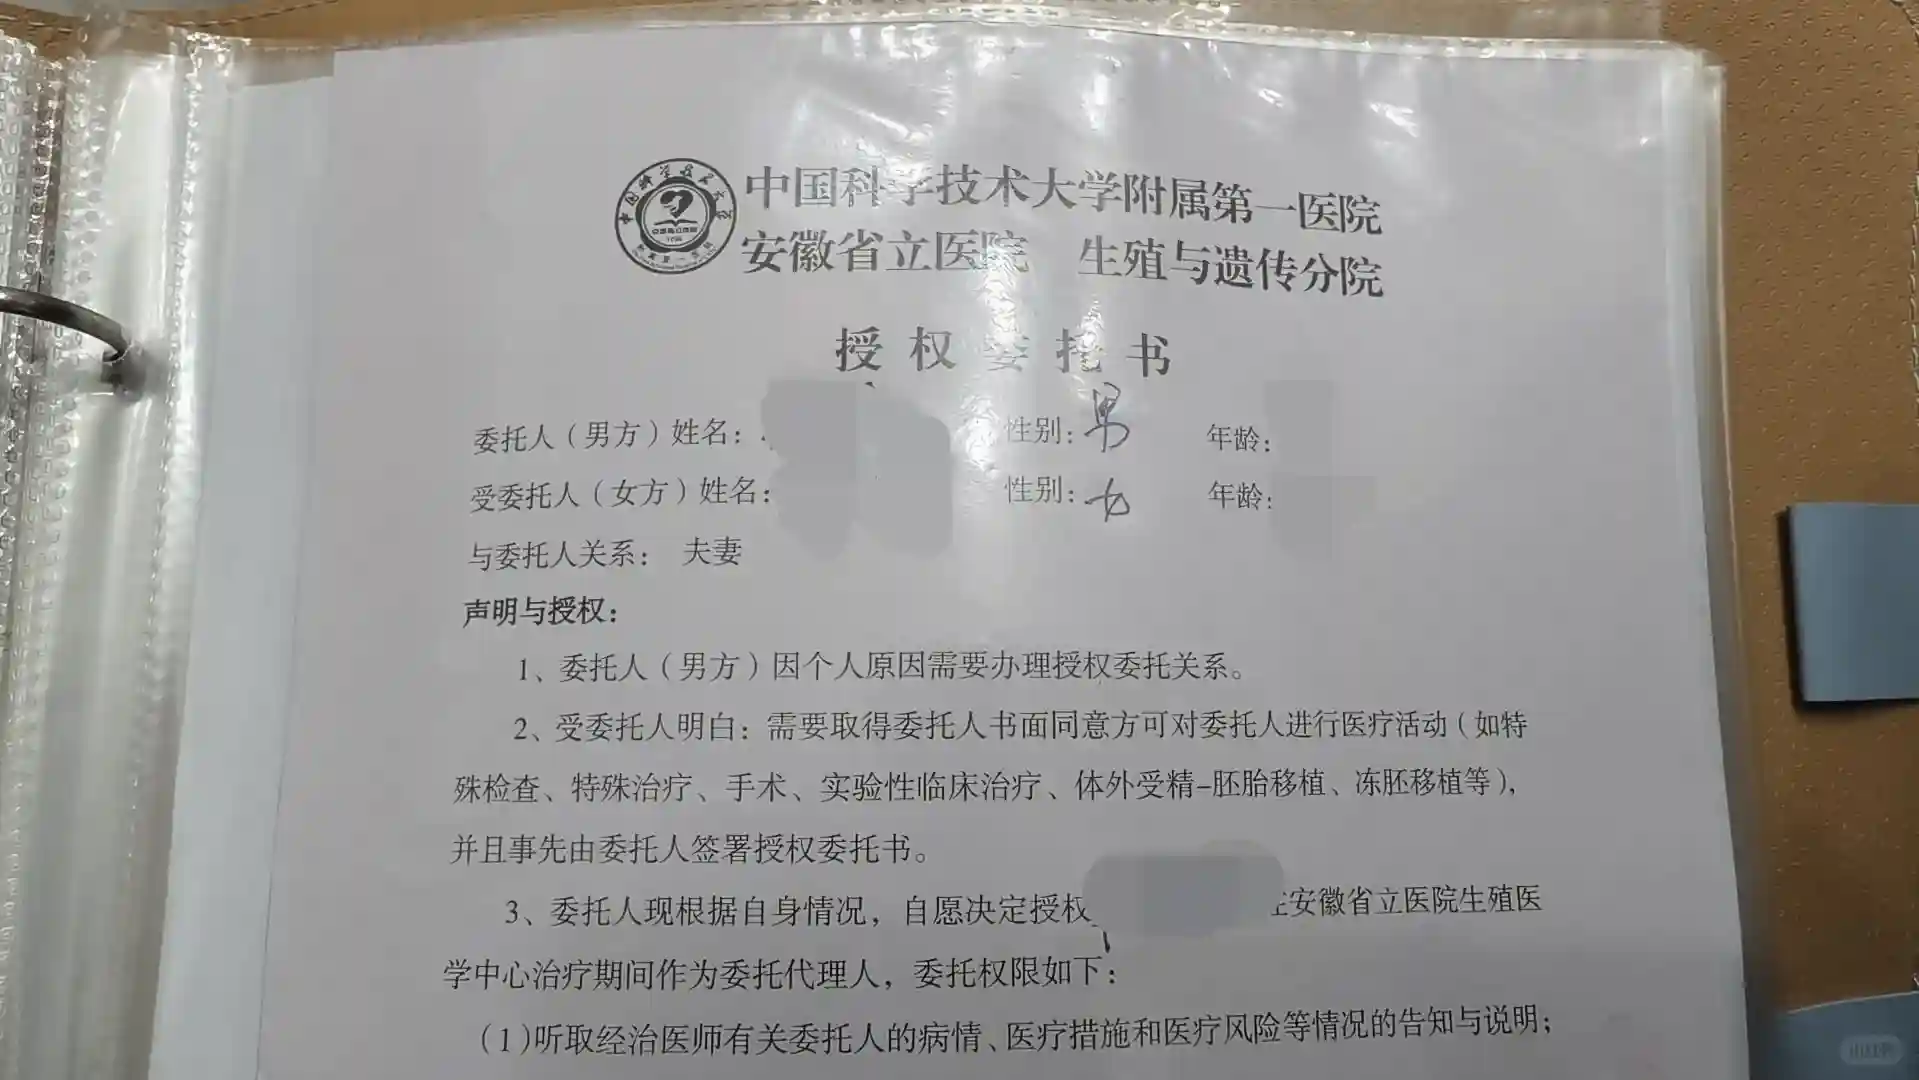 中国科学技术大学附属第一医院
安徽省立医院 生殖与遗传分院
授权委托书
委托人（男方）姓名： 性别：男 年龄：
受委托人（女方）姓名： 性别：女 年龄：
与委托人关系： 夫妻
声明与授权：
1、委托人（男方）因个人原因需要办理授权委托关系。
2、受委托人明白：需要取得委托人书面同意方可对委托人进行医疗活动（如特
殊检查、特殊治疗、手术、实验性临床治疗、体外受精-胚胎移植、冻胚移植等），
并且事先由委托人签署授权委托书。
3、委托人现根据自身情况，自愿决定授权 安徽省立医院生殖医
学中心治疗期间作为委托代理人，委托权限如下：
（1）听取经治医师有关委托人的病情、医疗措施和医疗风险等情况的告知与说明；